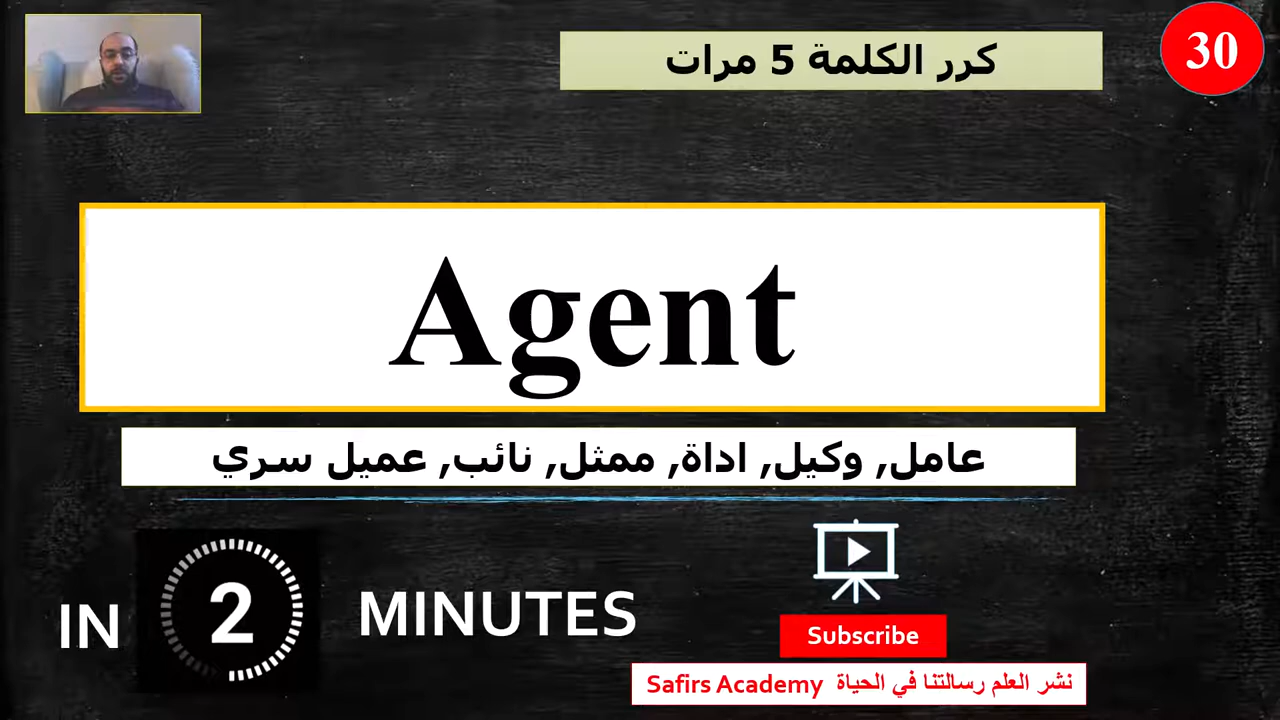 كرر الكلمة 5 مرات
30
Agent
عامل, وكيل, اداة, ممثل, نائب, عميل سري
IN 2 MINUTES
Subscribe
نشر العلم رسالتنا في الحياة Safirs Academy